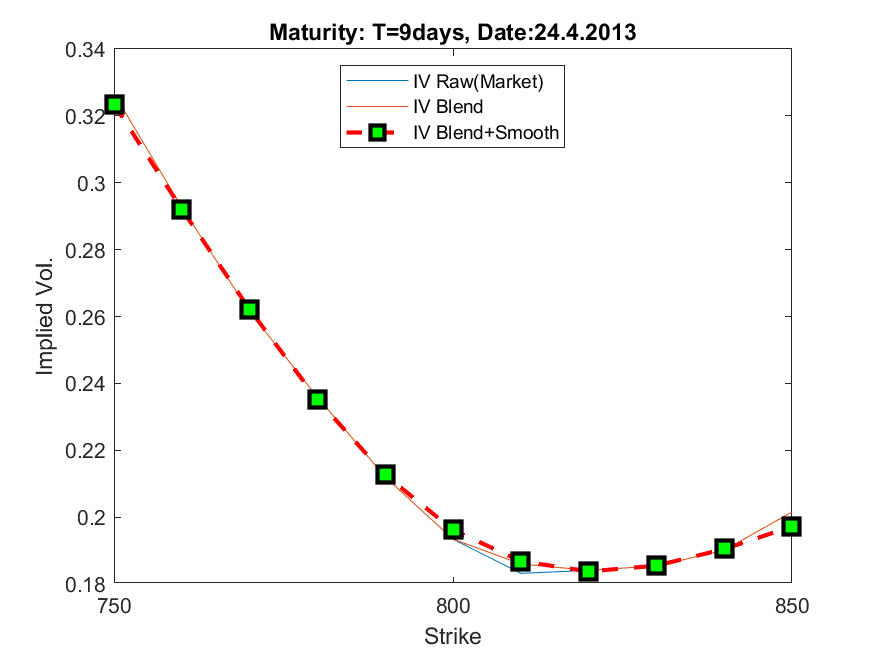 Maturity: T=9days, Date:24.4.2013
0.34
0.32
0.3
0.28
0.26
0.24
0.22
0.2
0.18
Implied Vol.
IV Raw(Market)
IV Blend
IV Blend+Smooth
750
800
850
Strike